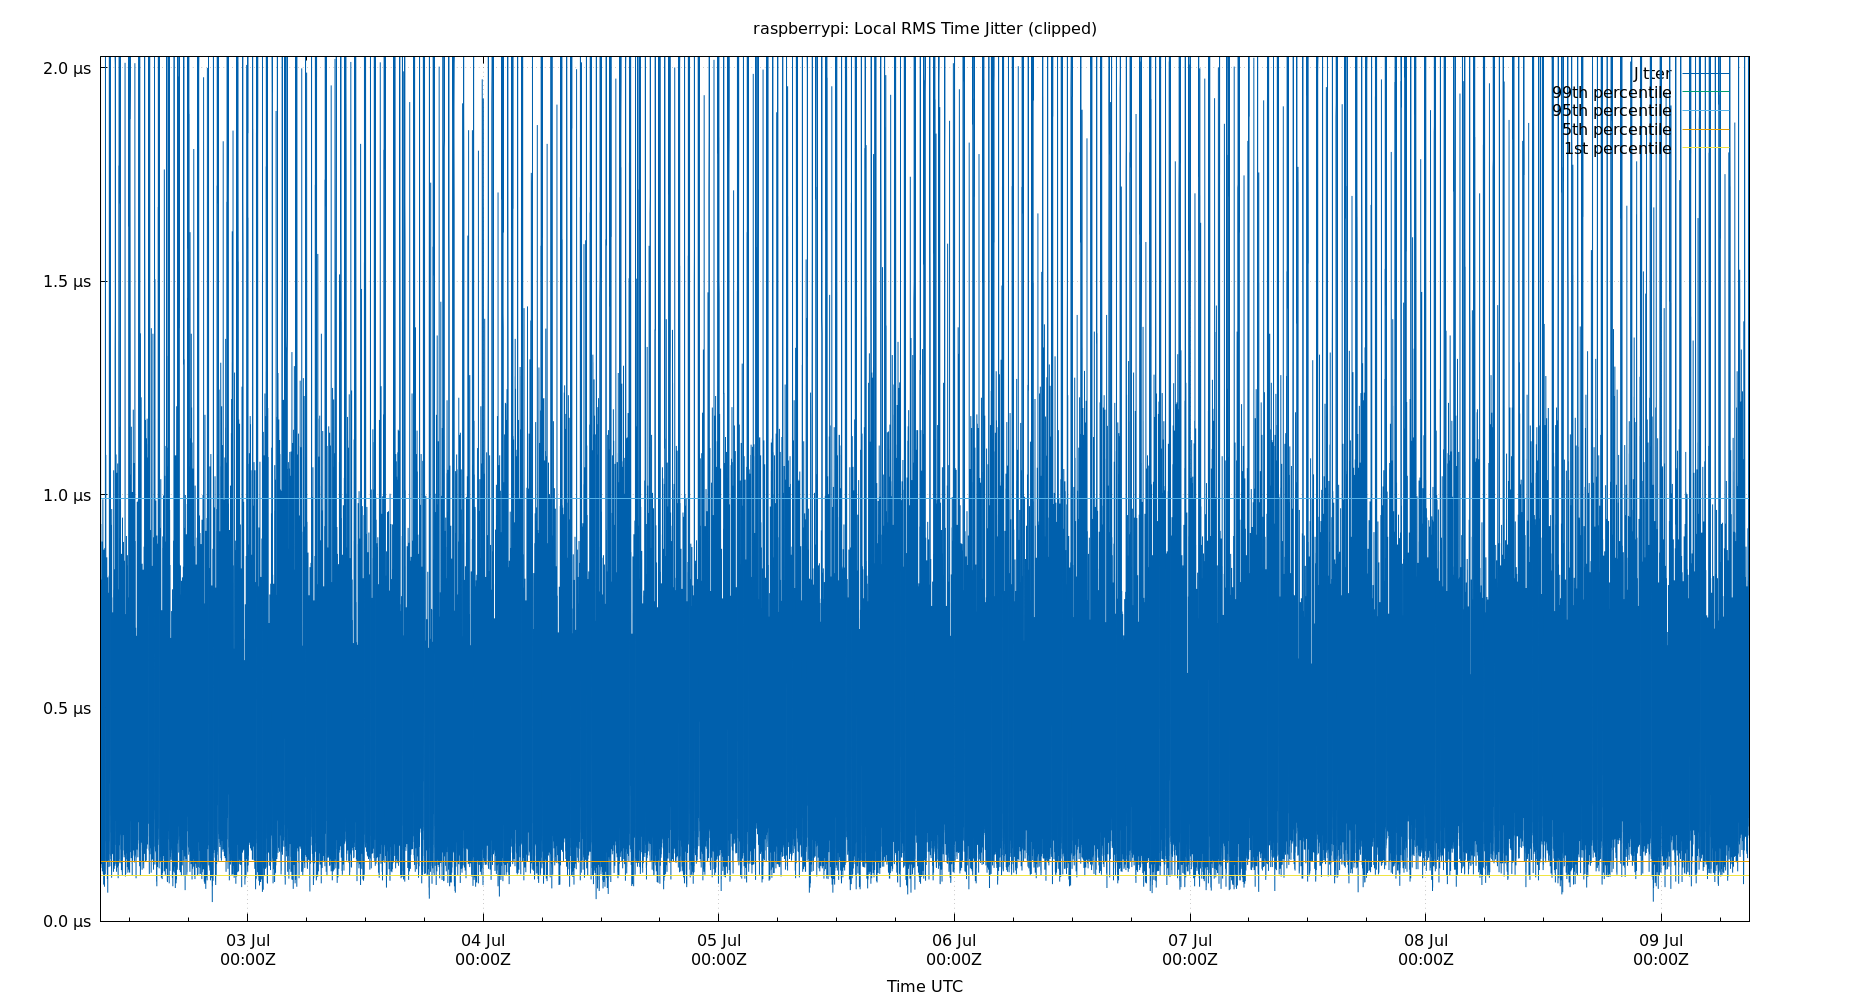 raspberrypi: Local RMS Time Jitter (clipped)
2.0 µs
1.5 µs
1.0 µs
0.5 µs
0.0 µs
Jitter
99th percentile
95th percentile
5th percentile
1st percentile
03 Jul
00:00Z
04 Jul
00:00Z
05 Jul
00:00Z
06 Jul
00:00Z
07 Jul
00:00Z
08 Jul
00:00Z
09 Jul
00:00Z
Time UTC